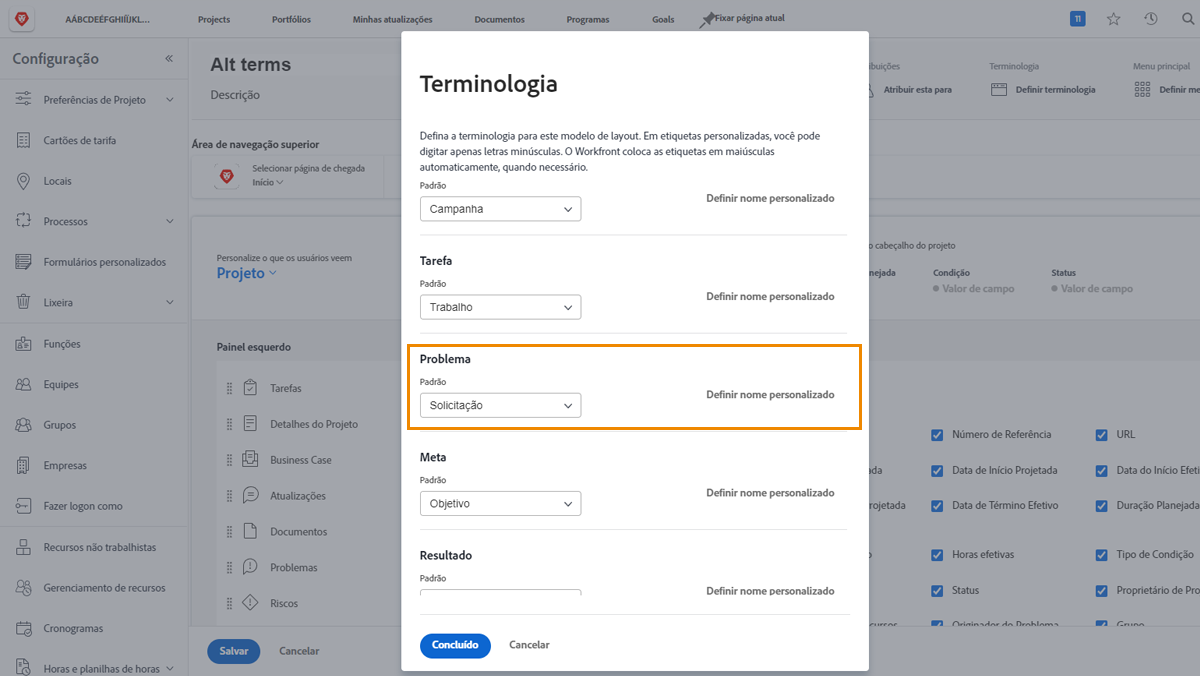 AÁBCDEÉFGHIIÍJKL...
Projects
Portfólios
Minhas atualizações
Documentos
Programas
Goals
Fixar página atual
11
Configuração
Preferências de Projeto
Cartões de tarifa
Locais
Processos
Formulários personalizados
Lixeira
Funções
Equipes
Grupos
Empresas
Fazer logon como
Recursos não trabalhistas
Gerenciamento de recursos
Cronogramas
Horas e planilhas de horas
Alt terms
Descrição
ibuições
Atribuir esta para
Terminologia
Definir terminologia
Menu principal
Definir me
Área de navegação superior
Selecionar página de chegada
Início
Personalize o que os usuários veem
Projeto
o cabeçalho do projeto
nejada
Condição
Valor de campo
Status
Valor de campo
Painel esquerdo
Tarefas
Detalhes do Projeto
Business Case
Atualizações
Documentos
Problemas
Riscos
Salvar
Cancelar
Terminologia
Defina a terminologia para este modelo de layout. Em etiquetas personalizadas, você pode
digitar apenas letras minúsculas. O Workfront coloca as etiquetas em maiúsculas
automaticamente, quando necessário.
Padrão
Campanha
Definir nome personalizado
Tarefa
Padrão
Trabalho
Definir nome personalizado
Problema
Padrão
Solicitação
Definir nome personalizado
Meta
Padrão
Objetivo
Definir nome personalizado
Resultado
Padrão
Definir nome personalizado
Concluído
Cancelar
Número de Referência
URL
ada
Data de Início Projetada
Data do Início Efeti
rojetada
Data de Término Efetivo
Duração Planejada
Horas efetivas
Tipo de Condição
Status
Proprietário de Pro
cursos
Originador do Problema
Grupo